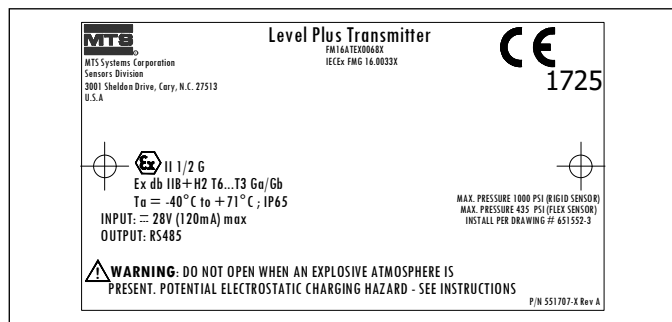 MTS
Level Plus Transmitter
FM16ATEX0068X
IECEx FMG 16.0033X
MTS Systems Corporation
Sensors Division
3001 Sheldon Drive, Cary, N.C. 27513
U.S.A
CE
1725
Ex II 1/2 G
Ex db IIB+H2 T6...T3 Ga/Gb
Ta = -40°C to +71°C ; IP65
INPUT: ⎓ 28V (120mA) max
OUTPUT: RS485
MAX. PRESSURE 1000 PSI (RIGID SENSOR)
MAX. PRESSURE 435 PSI (FLEX SENSOR)
INSTALL PER DRAWING # 651552-3
WARNING: DO NOT OPEN WHEN AN EXPLOSIVE ATMOSPHERE IS
PRESENT. POTENTIAL ELECTROSTATIC CHARGING HAZARD - SEE INSTRUCTIONS
P/N 551707-X Rev A